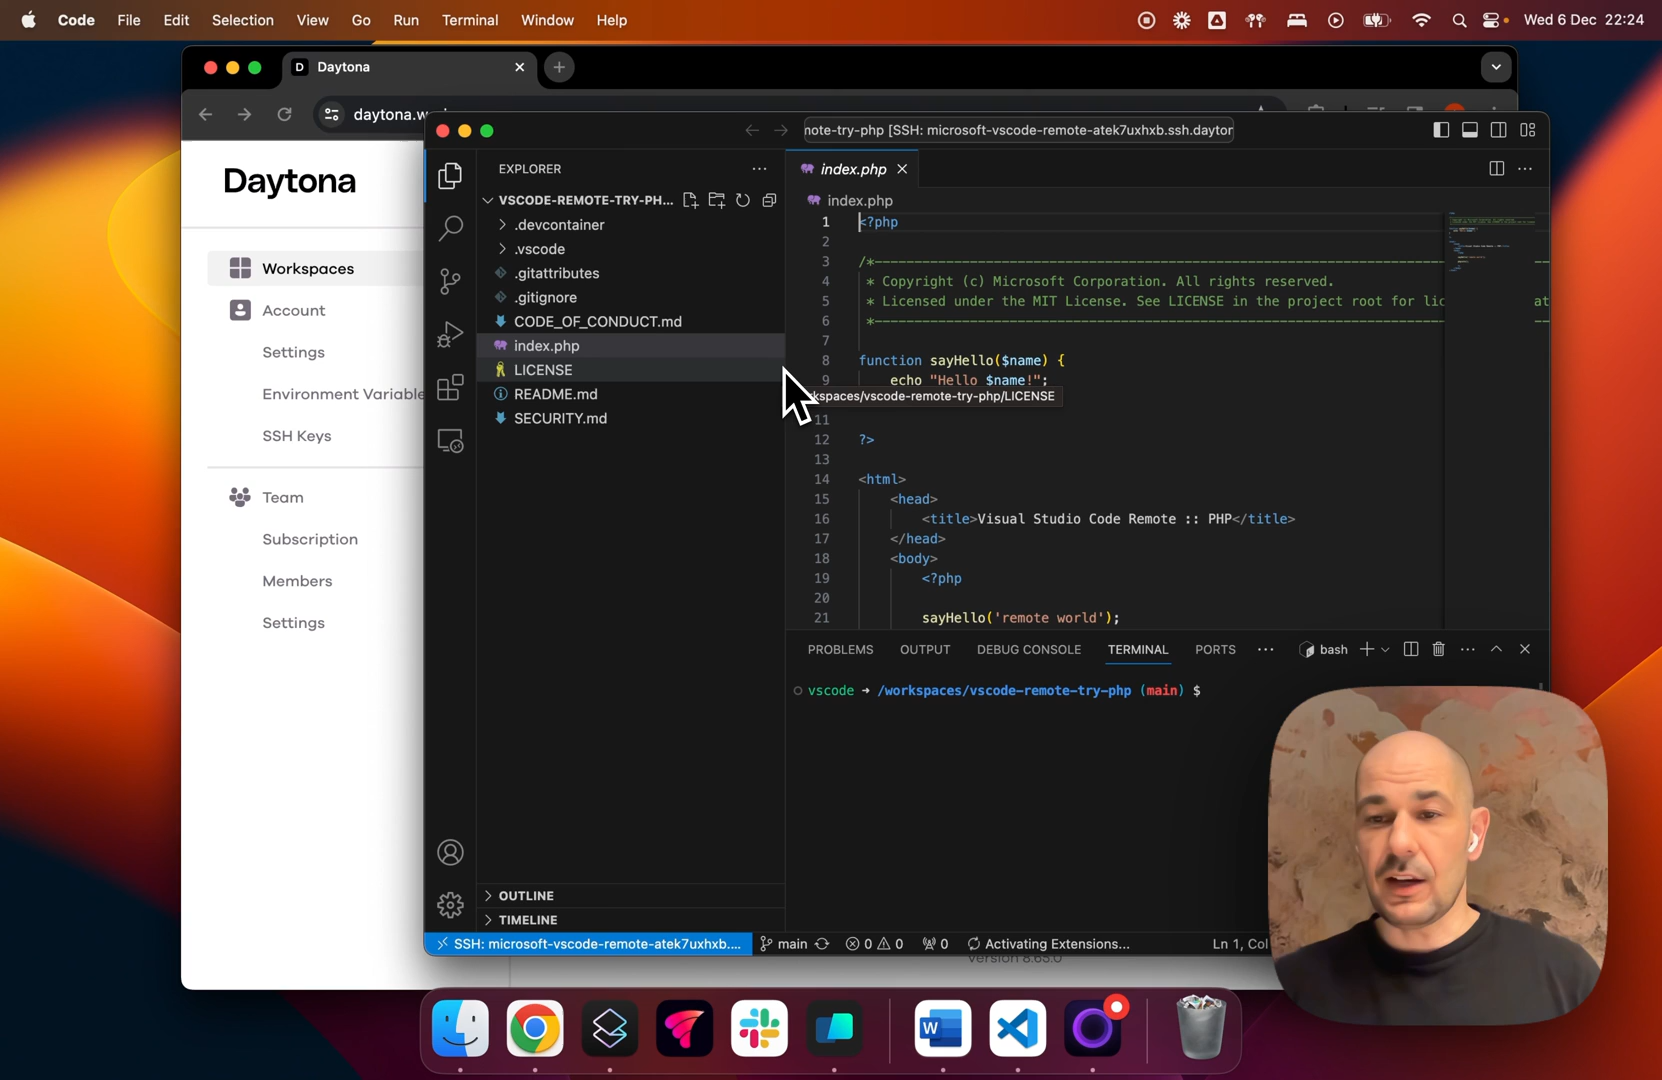 Code File Edit Selection View Go Run Terminal Window Help
Wed 6 Dec 22:24
D Daytona
daytona.w
note-try-php [SSH: microsoft-vscode-remote-atek7uxhxb.ssh.dayton
Daytona
Workspaces
Account
Settings
Environment Variable
SSH Keys
Team
Subscription
Members
Settings
EXPLORER
VSCODE-REMOTE-TRY-PH...
.devcontainer
.vscode
.gitattributes
.gitignore
CODE_OF_CONDUCT.md
index.php
LICENSE
README.md
SECURITY.md
OUTLINE
TIMELINE
index.php
index.php
1 <?php
2
3 /*
4 * Copyright (c) Microsoft Corporation. All rights reserved.
5 * Licensed under the MIT License. See LICENSE in the project root for lic at
6 *
7
8 function sayHello($name) {
9 echo "Hello $name!";
kspaces/vscode-remote-try-php/LICENSE
11
12 ?>
13
14 <html>
15 <head>
16 <title>Visual Studio Code Remote :: PHP</title>
17 </head>
18 <body>
19 <?php
20
21 sayHello('remote world');
PROBLEMS OUTPUT DEBUG CONSOLE TERMINAL PORTS
bash
vscode ➜ /workspaces/vscode-remote-try-php (main) $
SSH: microsoft-vscode-remote-atek7uxhxb.... main 0 0 0 Activating Extensions... Ln 1, Col
Version 8.65.0
W